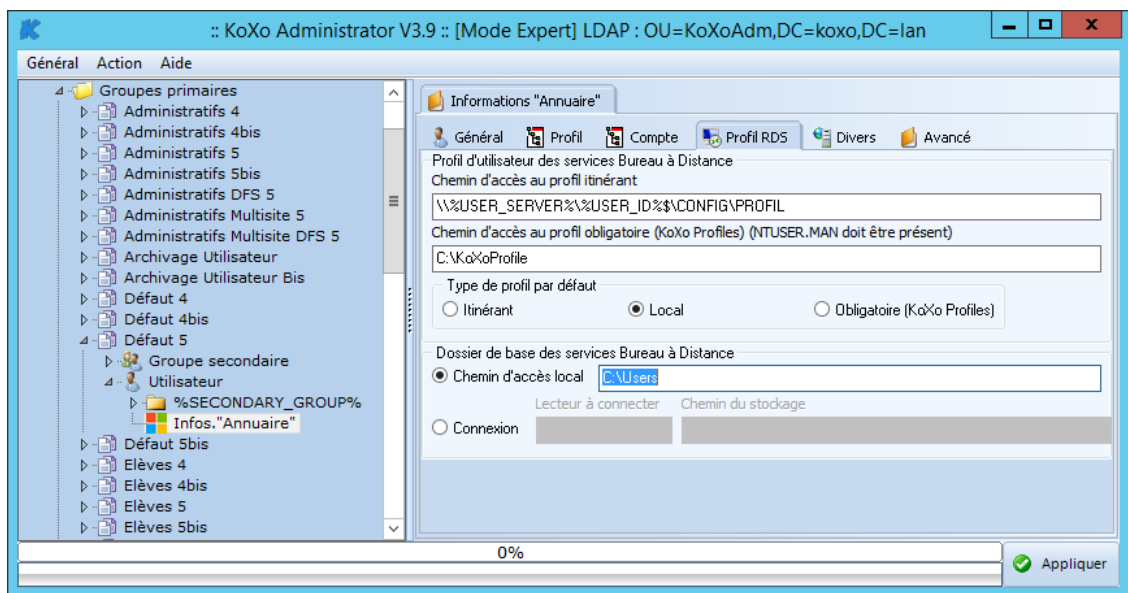 :: KoXo Administrator V3.9 :: [Mode Expert] LDAP : OU=KoXoAdm,DC=koxo,DC=lan
Général Action Aide
Groupes primaires
Administratifs 4
Administratifs 4bis
Administratifs 5
Administratifs 5bis
Administratifs DFS 5
Administratifs Multisite 5
Administratifs Multisite DFS 5
Archivage Utilisateur
Archivage Utilisateur Bis
Défaut 4
Défaut 4bis
Défaut 5
Groupe secondaire
Utilisateur
%SECONDARY_GROUP%
Infos."Annuaire"
Défaut 5bis
Elèves 4
Elèves 4bis
Elèves 5
Elèves 5bis
Informations "Annuaire"
Général Profil Compte Profil RDS Divers Avancé
Profil d'utilisateur des services Bureau à Distance
Chemin d'accès au profil itinérant
\\%USER_SERVER%\%USER_ID%$\CONFIG\PROFIL
Chemin d'accès au profil obligatoire (KoXo Profiles) (NTUSER.MAN doit être présent)
C:\KoXoProfile
Type de profil par défaut
Itinérant Local Obligatoire (KoXo Profiles)
Dossier de base des services Bureau à Distance
Chemin d'accès local C:\Users
Lecteur à connecter Chemin du stockage
Connexion
0%
Appliquer